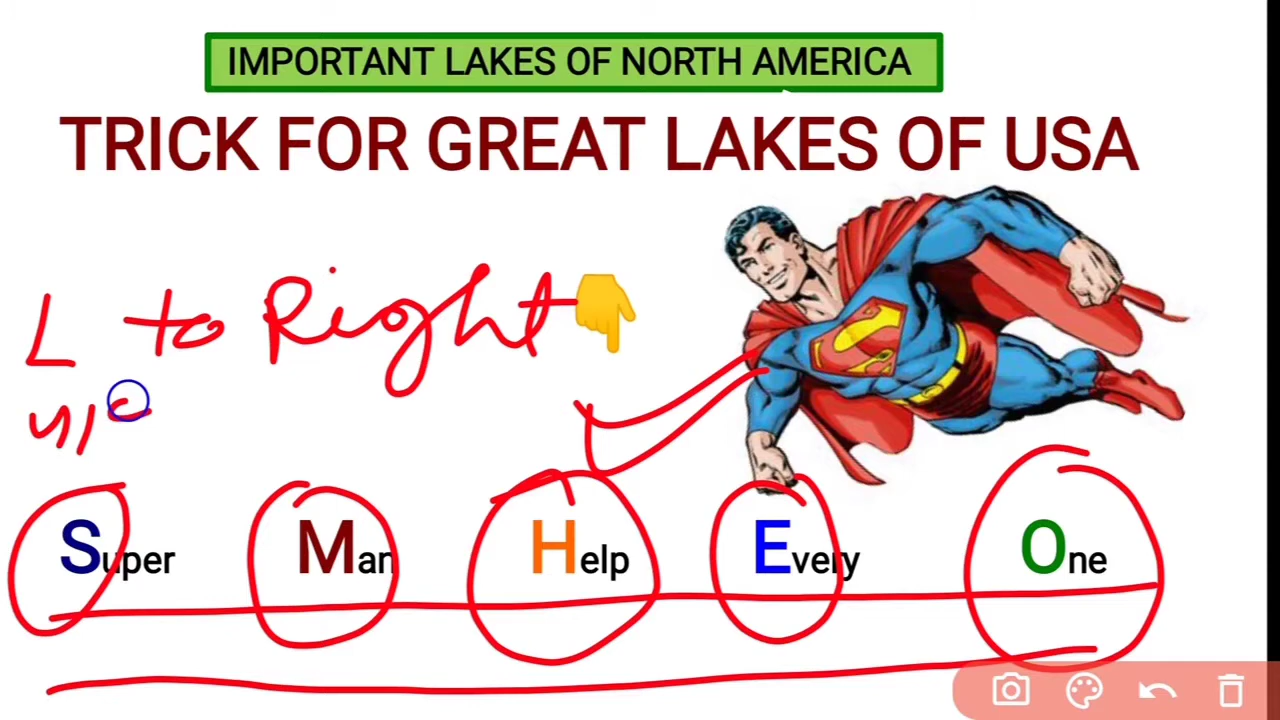 IMPORTANT LAKES OF NORTH AMERICA
TRICK FOR GREAT LAKES OF USA
L to Right
Super Man Help Every One